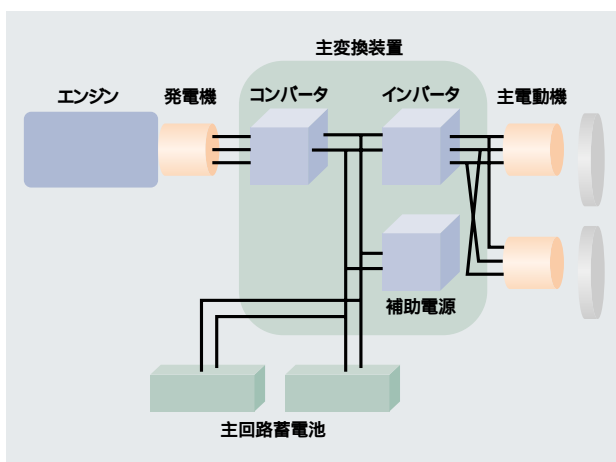 主変換装置
エンジン
発電機
コンバータ
インバータ
主電動機
補助電源
主回路蓄電池